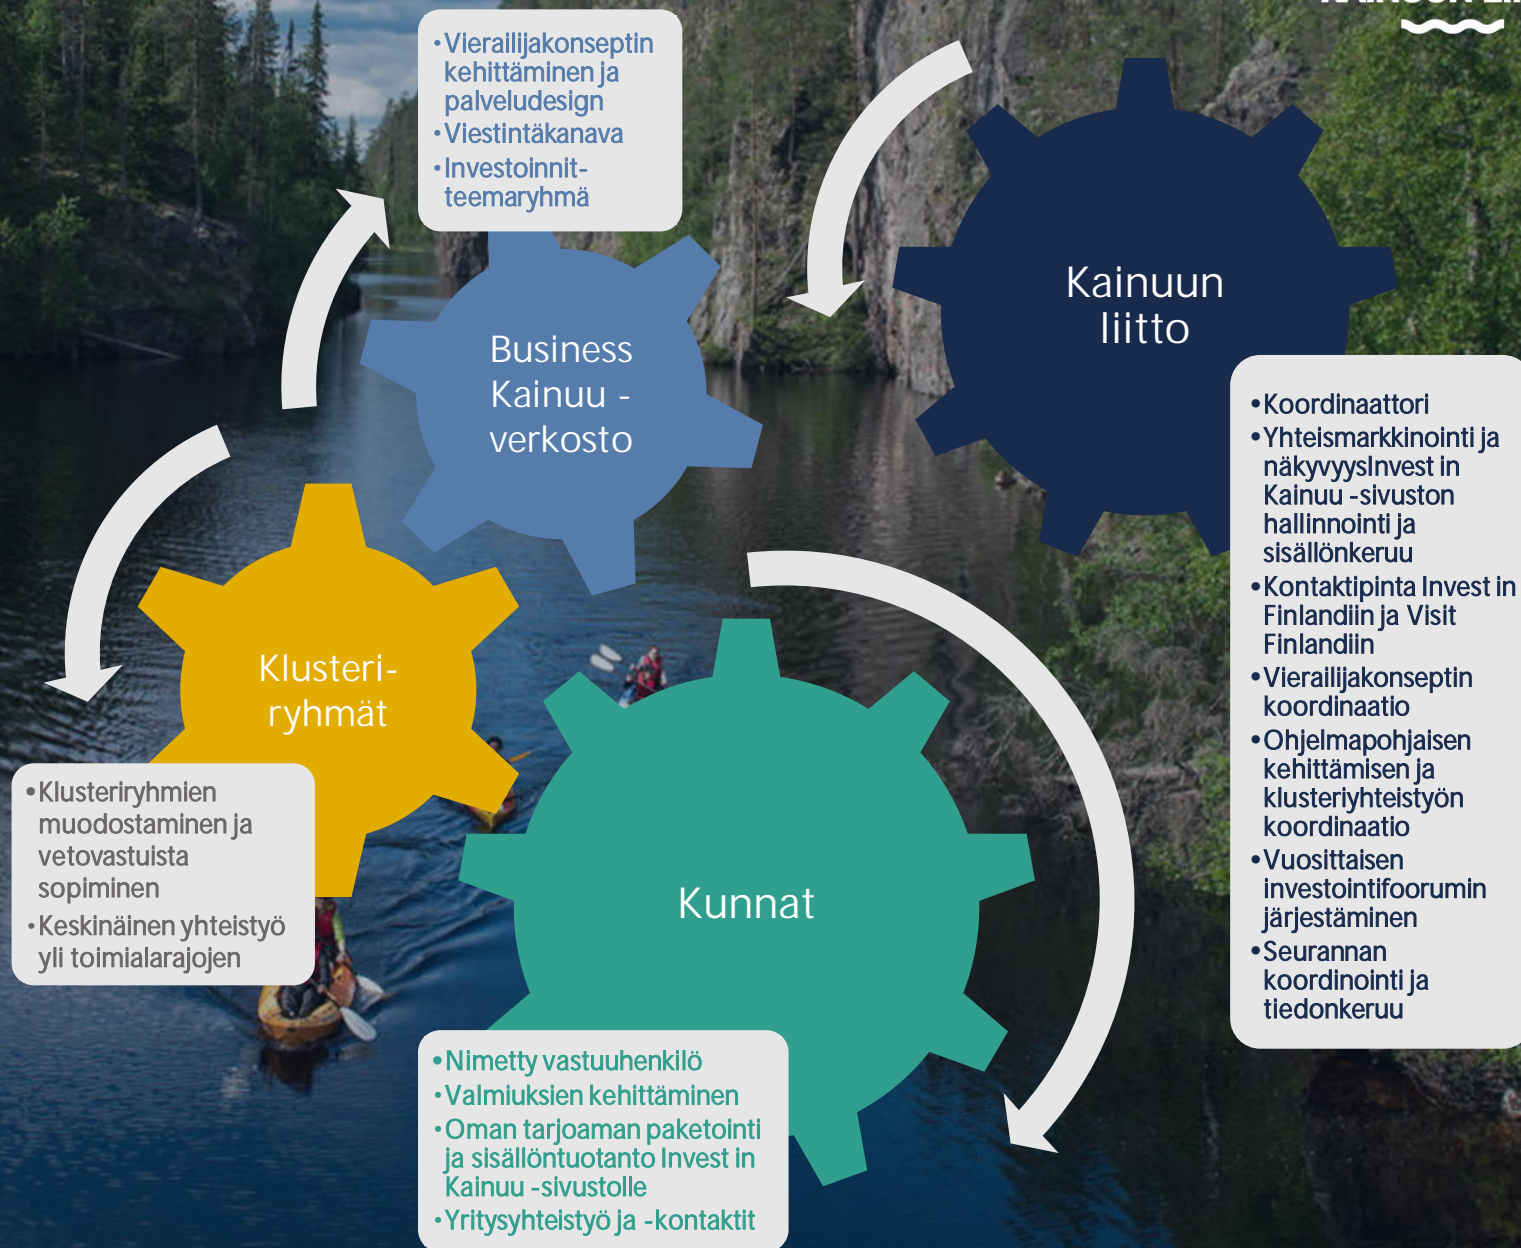 •Vierailijakonseptin
kehittäminen ja
palveludesign
•Viestintäkanava
•Investoinnit-
teemaryhmä
Kainuun
liitto
Business
Kainuu -
verkosto
•Koordinaattori
•Yhteismarkkinointi ja
näkyvyysInvest in
Kainuu -sivuston
hallinnointi ja
sisällönkeruu
•Kontaktipinta Invest in
Finlandiin ja Visit
Finlandiin
•Vierailijakonseptin
koordinaatio
•Ohjelmapohjaisen
kehittämisen ja
klusteriyhteistyön
koordinaatio
•Vuosittaisen
investointifoorumin
järjestäminen
•Seurannan
koordinointi ja
tiedonkeruu
Klusteri-
ryhmät
•Klusteriryhmien
muodostaminen ja
vetovastuista
sopiminen
•Keskinäinen yhteistyö
yli toimialarajojen
Kunnat
•Nimetty vastuuhenkilö
•Valmiuksien kehittäminen
•Oman tarjoaman paketointi
ja sisällöntuotanto Invest in
Kainuu -sivustolle
•Yritysyhteistyö ja -kontaktit